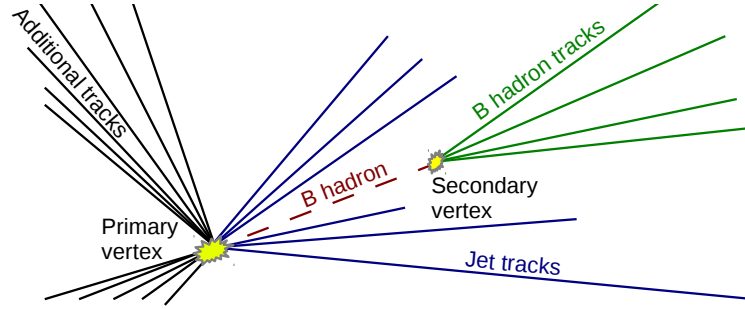 Additional tracks
B hadron tracks
B hadron
Secondary
vertex
Primary
vertex
Jet tracks